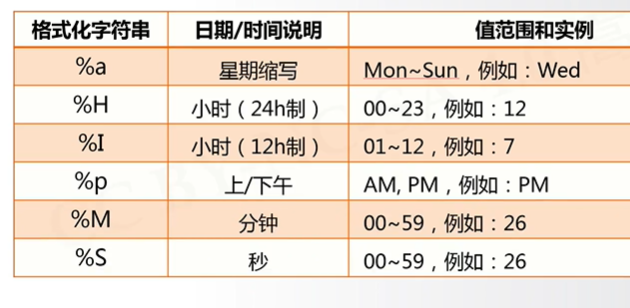 格式化字符串 日期/时间说明 值范围和实例
%a 星期缩写 Mon~Sun，例如：Wed
%H 小时（24h制） 00~23，例如：12
%I 小时（12h制） 01~12，例如：7
%p 上/下午 AM, PM，例如：PM
%M 分钟 00~59，例如：26
%S 秒 00~59，例如：26